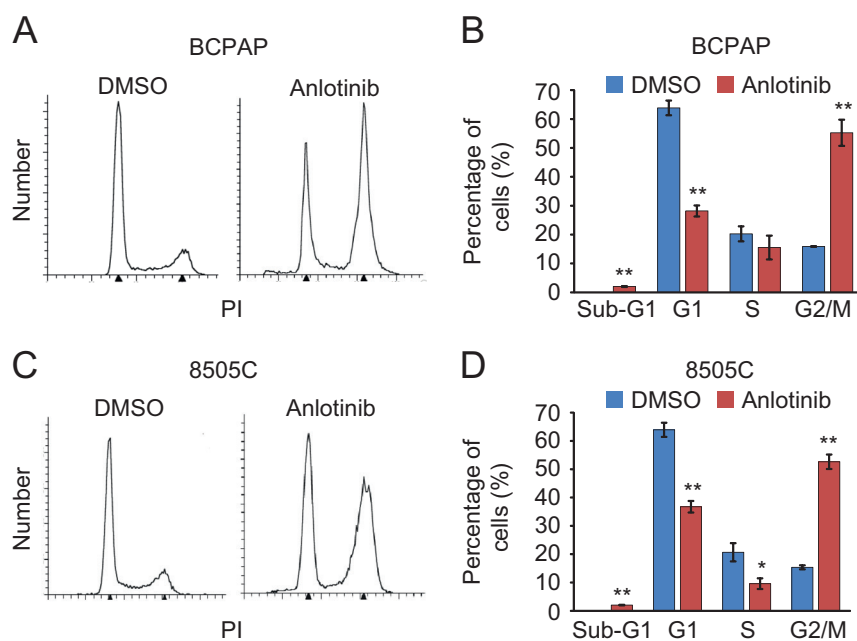 A
BCPAP
DMSO
Anlotinib
Number
PI
B
BCPAP
DMSO
Anlotinib
Percentage of
cells (%)
70
60
50
40
30
20
10
0
**
**
**
Sub-G1
G1
S
G2/M
C
8505C
DMSO
Anlotinib
Number
PI
D
8505C
DMSO
Anlotinib
Percentage of
cells (%)
70
60
50
40
30
20
10
0
**
**
*
**
Sub-G1
G1
S
G2/M